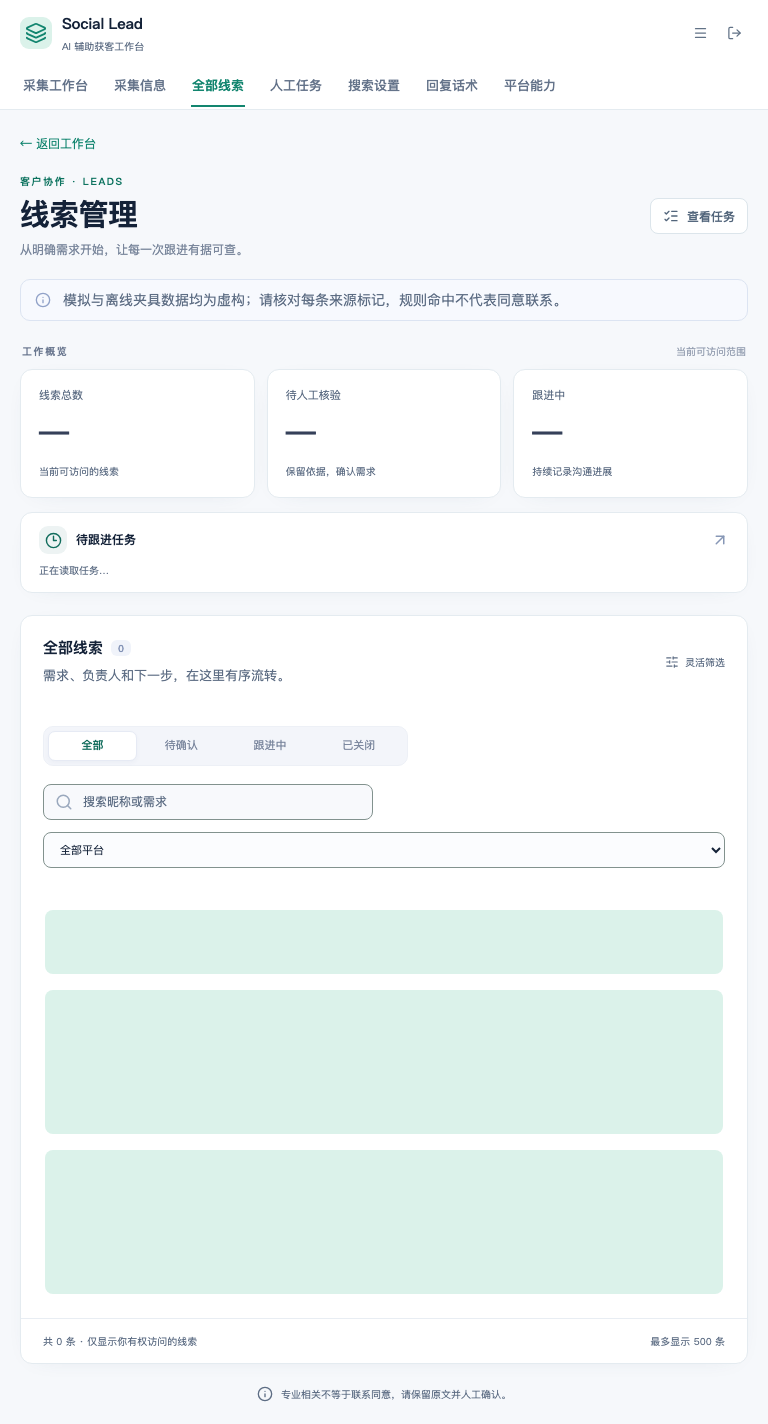 Social Lead
AI 辅助获客工作台
采集工作台 采集信息 全部线索 人工任务 搜索设置 回复话术 平台能力
← 返回工作台
客户协作 · LEADS
线索管理
查看任务
从明确需求开始，让每一次跟进有据可查。
模拟与离线夹具数据均为虚构；请核对每条来源标记，规则命中不代表同意联系。
工作概览 当前可访问范围
线索总数 待人工核验 跟进中
— — —
当前可访问的线索 保留依据，确认需求 持续记录沟通进展
待跟进任务
正在读取任务...
全部线索 0
灵活筛选
需求、负责人和下一步，在这里有序流转。
全部 待确认 跟进中 已关闭
搜索昵称或需求
全部平台
共 0 条 · 仅显示你有权访问的线索 最多显示 500 条
专业相关不等于联系同意，请保留原文并人工确认。